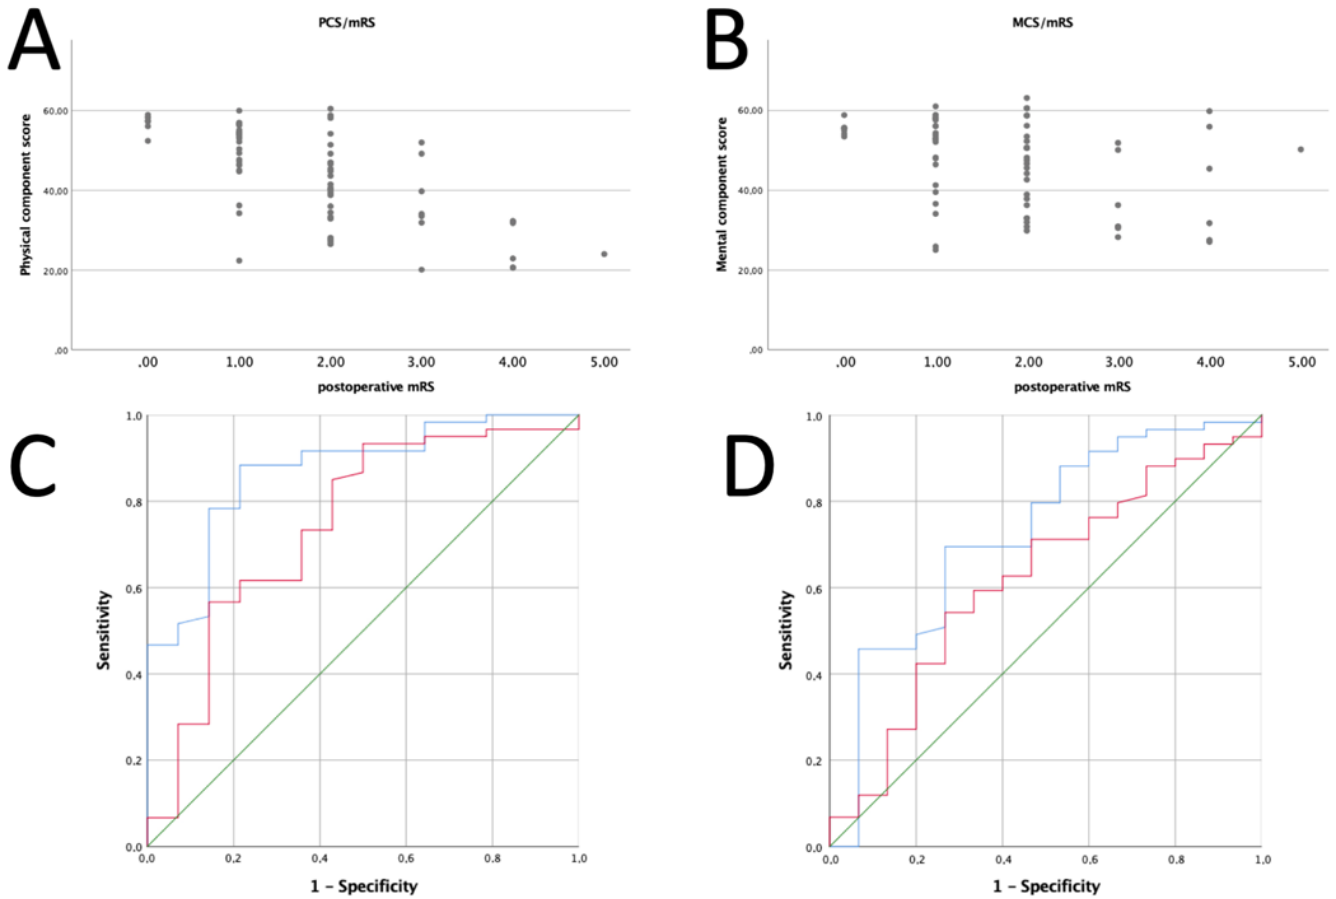 A
PCS/mRS
Physical component score
60,00
40,00
20,00
,00
,00 1,00 2,00 3,00 4,00 5,00
postoperative mRS
B
MCS/mRS
Mental component score
60,00
40,00
20,00
,00
,00 1,00 2,00 3,00 4,00 5,00
postoperative mRS
C
Sensitivity
1,0
0,8
0,6
0,4
0,2
0,0
0,0 0,2 0,4 0,6 0,8 1,0
1 - Specificity
D
Sensitivity
1,0
0,8
0,6
0,4
0,2
0,0
0,0 0,2 0,4 0,6 0,8 1,0
1 - Specificity